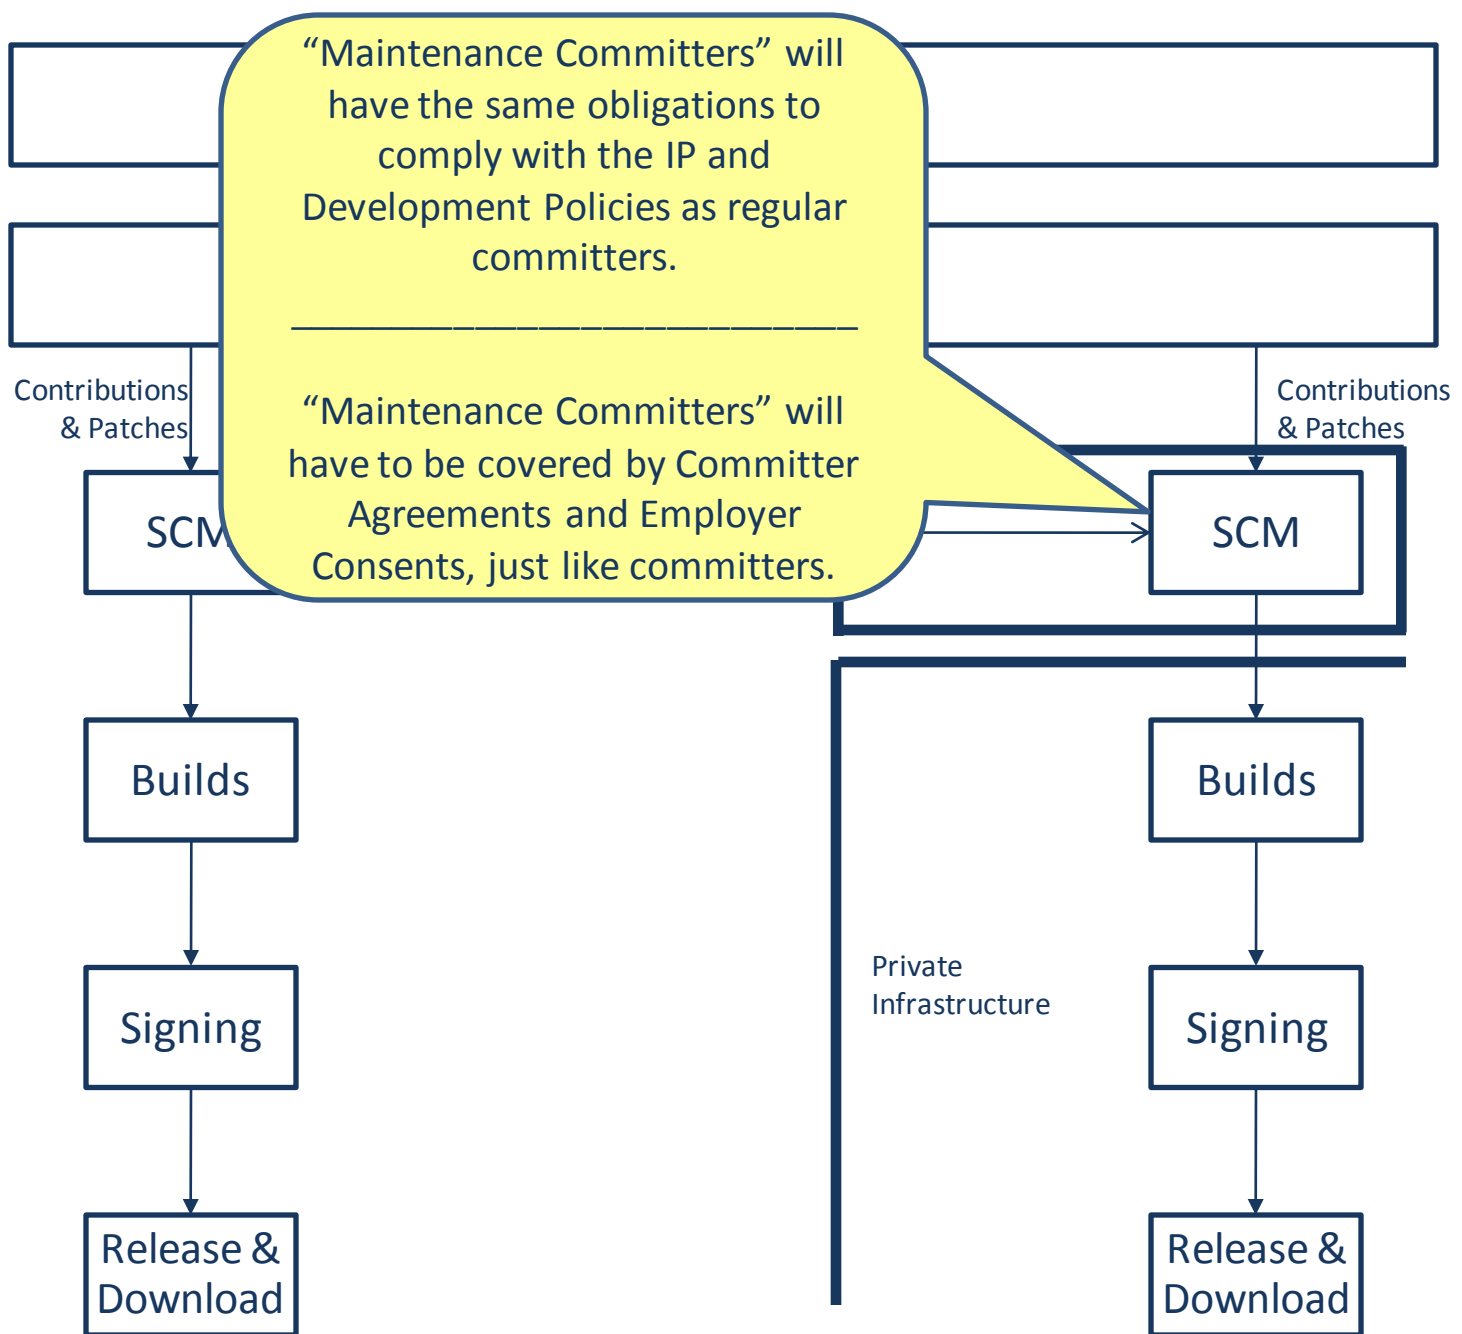 “Maintenance Committers” will
have the same obligations to
comply with the IP and
Development Policies as regular
committers.
“Maintenance Committers” will
have to be covered by Committer
Agreements and Employer
Consents, just like committers.
Contributions
& Patches
Contributions
& Patches
SCM
SCM
Builds
Builds
Private
Infrastructure
Signing
Signing
Release &
Download
Release &
Download